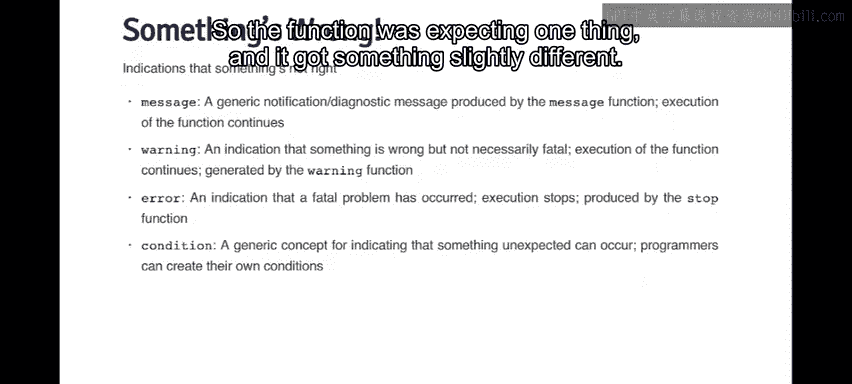 Something's Wrong!
So the function was expecting one thing,
and it got something slightly different.
Indications that something's not right
· message: A generic notification/diagnostic message produced by the message function; execution
of the function continues
· warning: An indication that something is wrong but not necessarily fatal; execution of the function
continues; generated by the warning function
· error: An indication that a fatal problem has occurred; execution stops; produced by the stop
function
· condition: A generic concept for indicating that something unexpected can occur; programmers
can create their own conditions